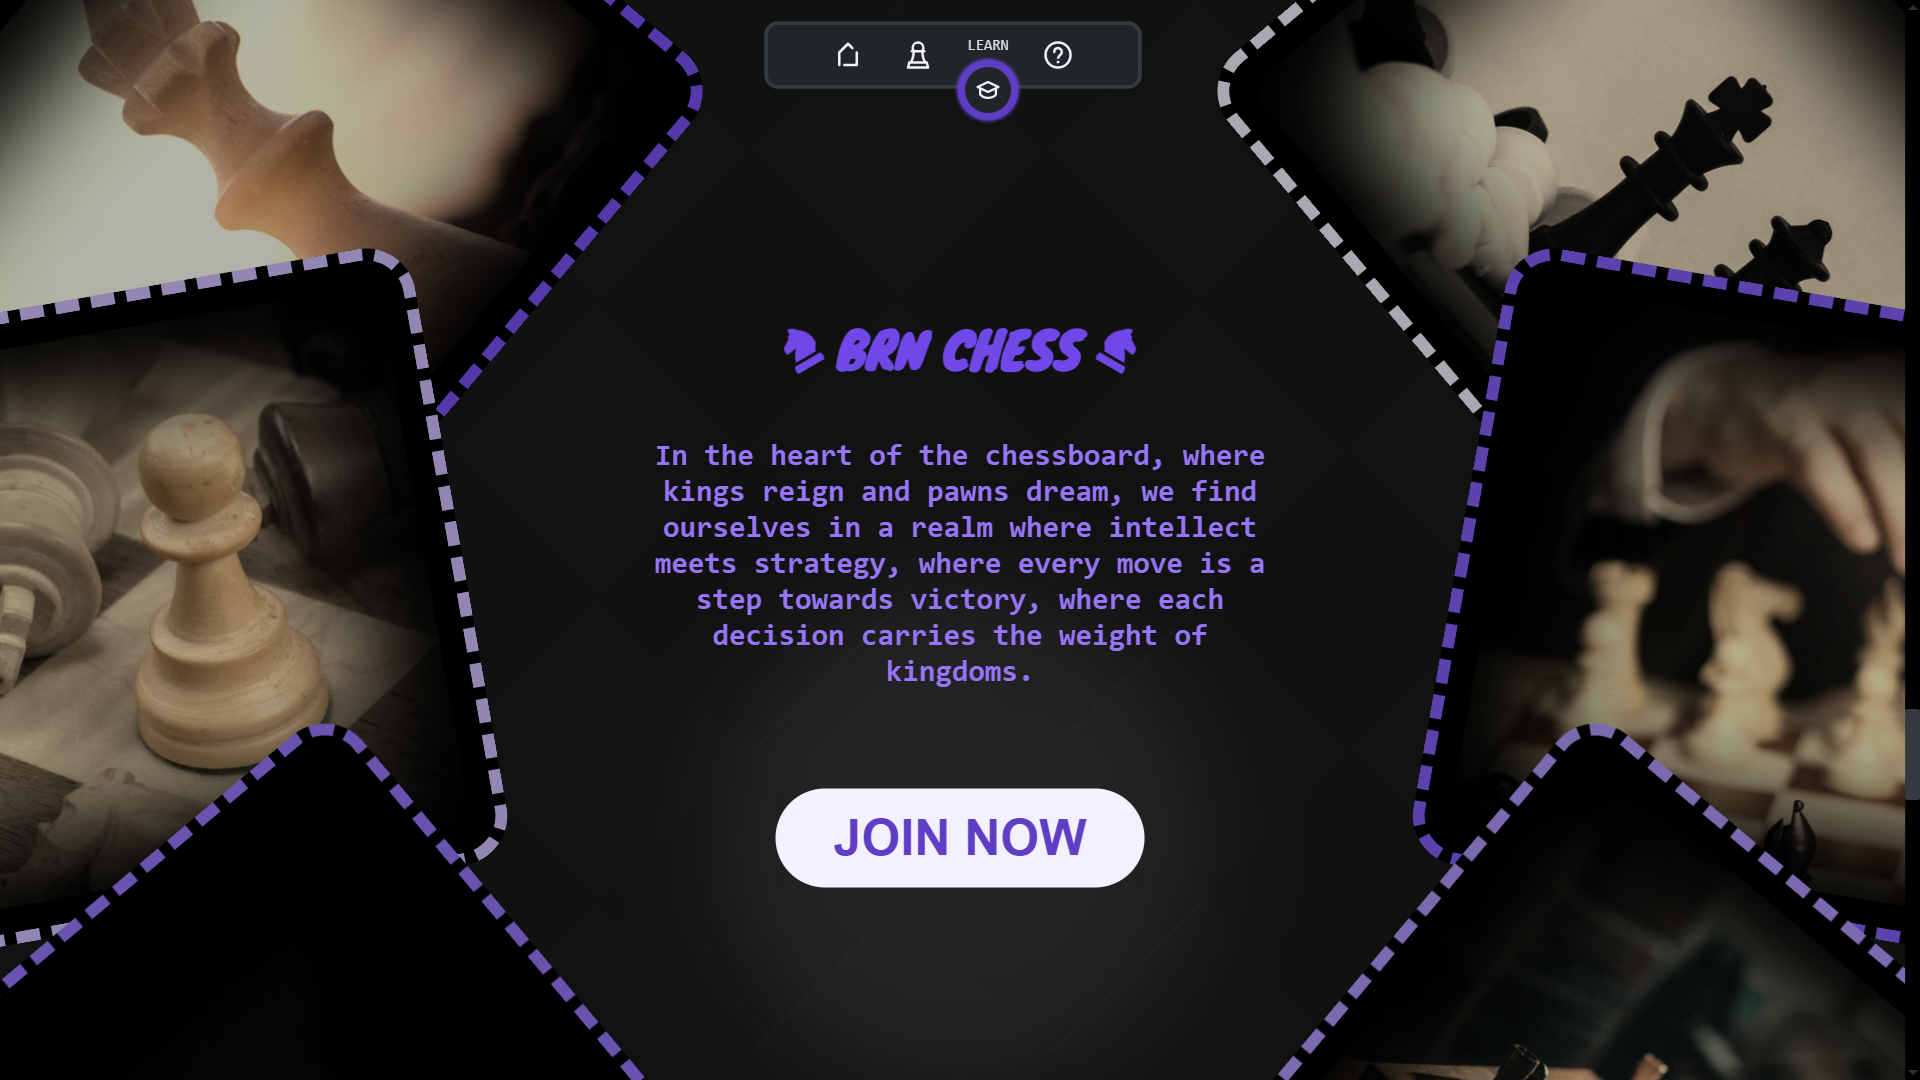 LEARN
BRN CHESS
In the heart of the chessboard, where
kings reign and pawns dream, we find
ourselves in a realm where intellect
meets strategy, where every move is a
step towards victory, where each
decision carries the weight of
kingdoms.
JOIN NOW